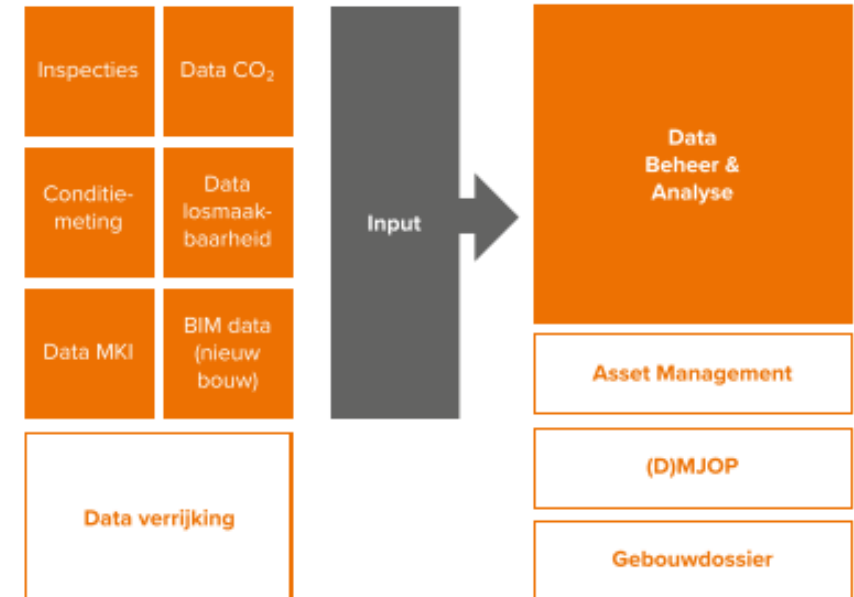 Inspecties
Data CO₂
Conditie-
meting
Data
losmaak-
baarheid
Data MKI
BIM data
(nieuw
bouw)
Data verrijking
Input
Data
Beheer &
Analyse
Asset Management
(D)MJOP
Gebouwdossier